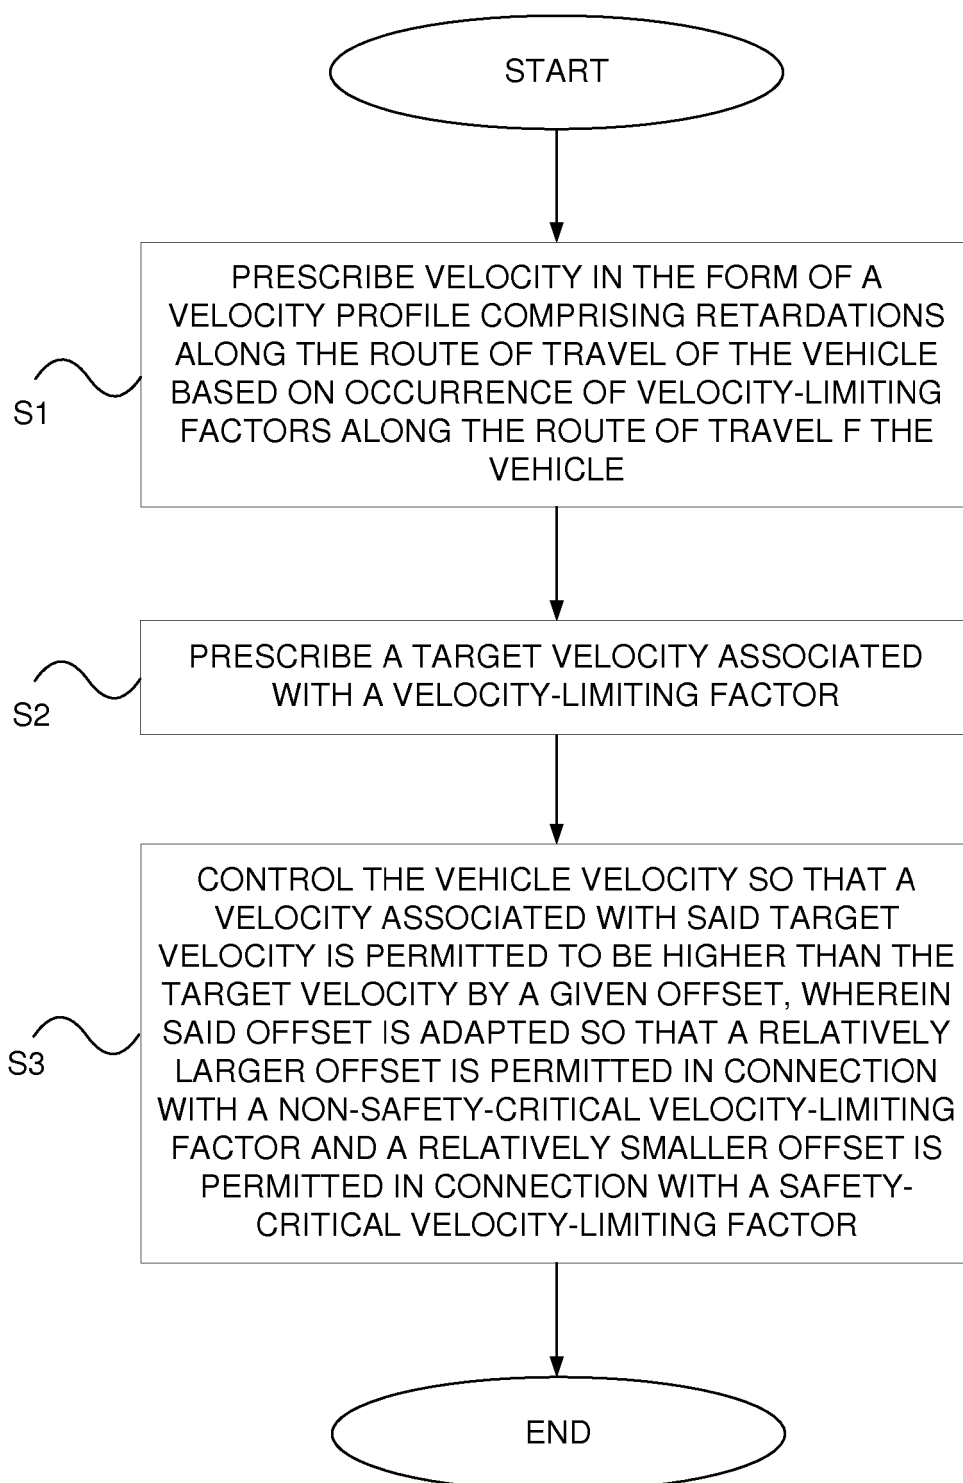 START
PRESCRIBE VELOCITY IN THE FORM OF A
VELOCITY PROFILE COMPRISING RETARDATIONS
ALONG THE ROUTE OF TRAVEL OF THE VEHICLE
BASED ON OCCURRENCE OF VELOCITY-LIMITING
FACTORS ALONG THE ROUTE OF TRAVEL F THE
VEHICLE
S1
PRESCRIBE A TARGET VELOCITY ASSOCIATED
WITH A VELOCITY-LIMITING FACTOR
S2
CONTROL THE VEHICLE VELOCITY SO THAT A
VELOCITY ASSOCIATED WITH SAID TARGET
VELOCITY IS PERMITTED TO BE HIGHER THAN THE
TARGET VELOCITY BY A GIVEN OFFSET, WHEREIN
SAID OFFSET IS ADAPTED SO THAT A RELATIVELY
LARGER OFFSET IS PERMITTED IN CONNECTION
WITH A NON-SAFETY-CRITICAL VELOCITY-LIMITING
FACTOR AND A RELATIVELY SMALLER OFFSET IS
PERMITTED IN CONNECTION WITH A SAFETY-
CRITICAL VELOCITY-LIMITING FACTOR
S3
END